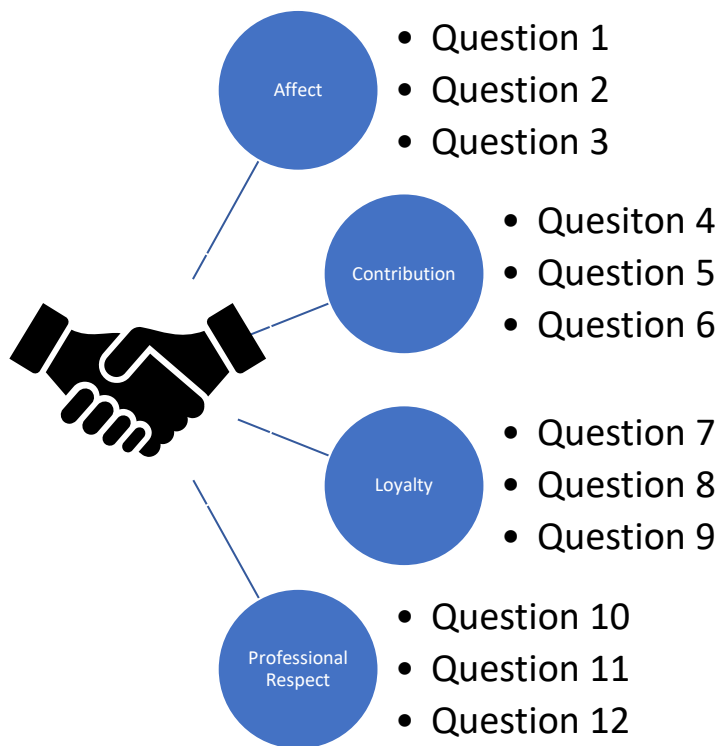 Affect
• Question 1
• Question 2
• Question 3
Contribution
• Quesiton 4
• Question 5
• Question 6
Loyalty
• Question 7
• Question 8
• Question 9
Professional
Respect
• Question 10
• Question 11
• Question 12